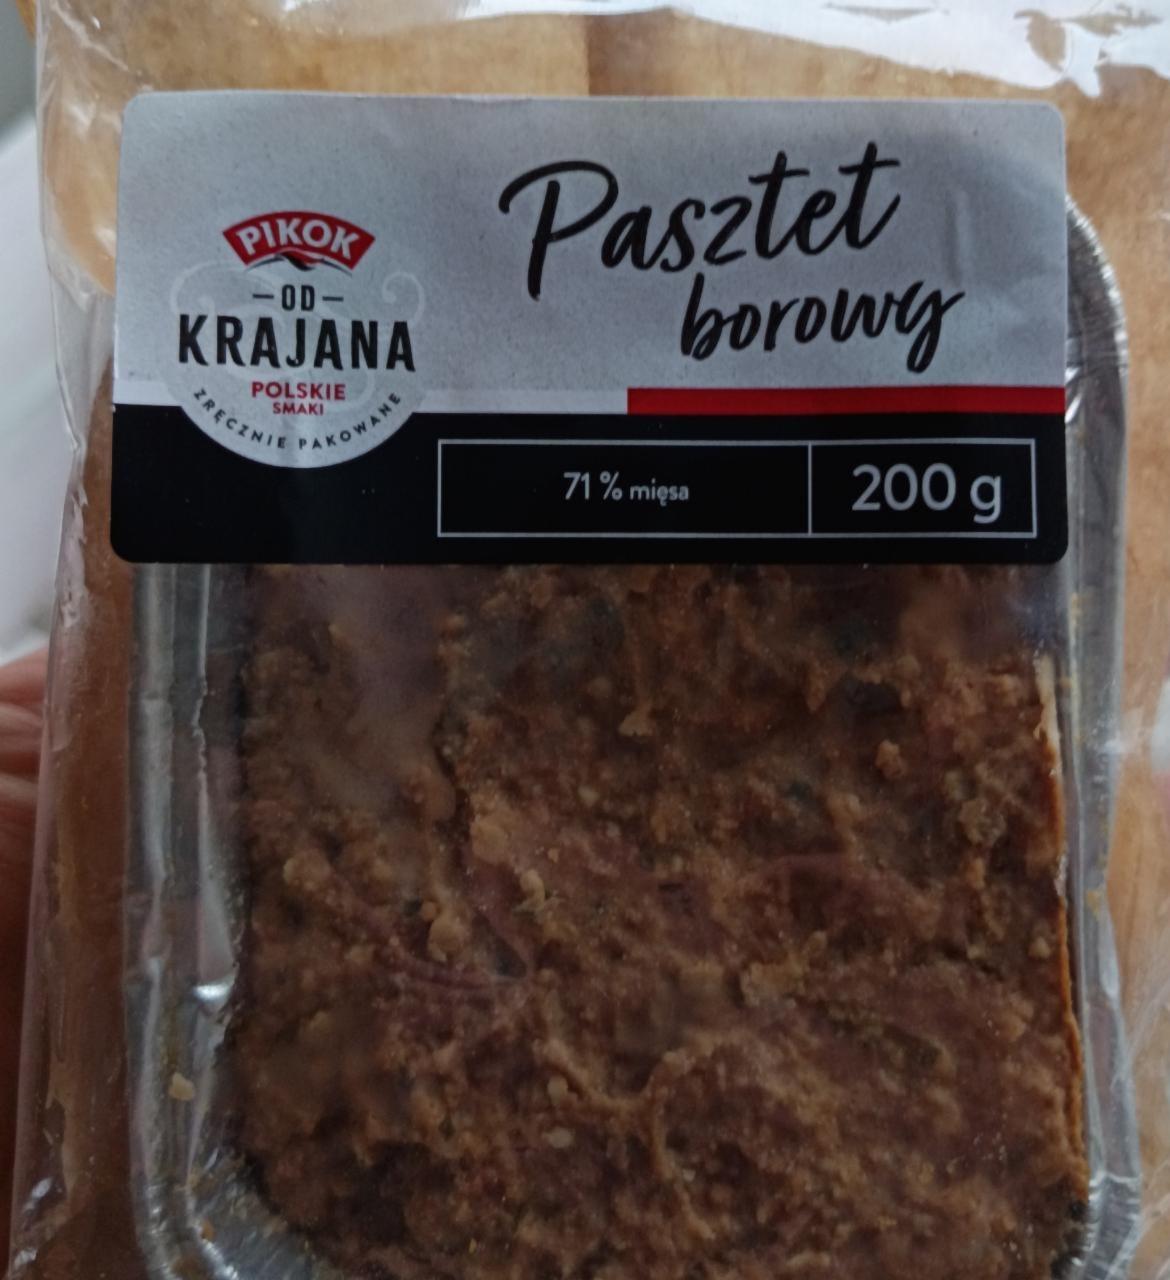 Pasztet
borowy
PIKOK
OD
KRAJANA
POLSKIE
SMAKI
ZRĘCZNIE PAKOWANE
71 % mięsa
200 g